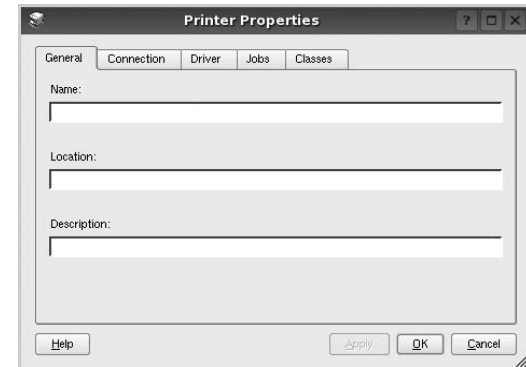 Printer Properties
General Connection Driver Jobs Classes
Name:
Location:
Description:
Help Apply OK Cancel